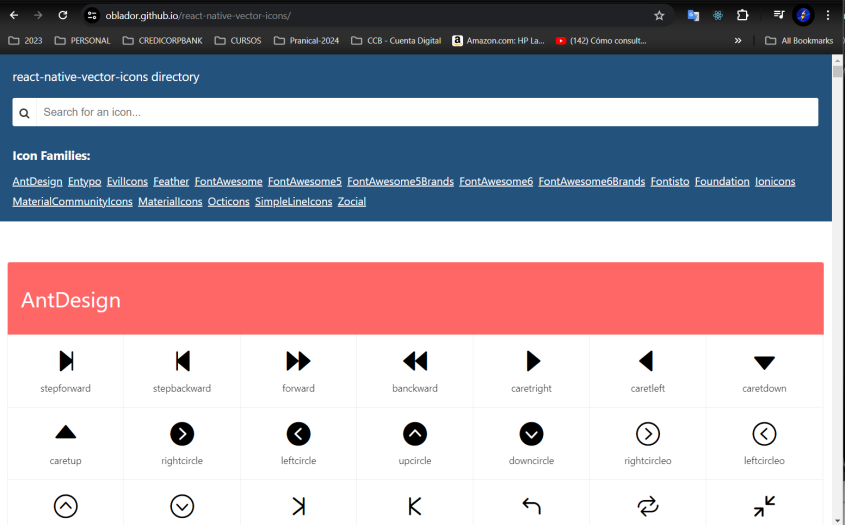 oblador.github.io/react-native-vector-icons/
2023 PERSONAL CREDICORPBANK CURSOS Pranical-2024 CCB - Cuenta Digital a Amazon.com: HP La... (142) Cómo consult... » All Bookmarks
react-native-vector-icons directory
Search for an icon...
Icon Families:
AntDesign Entypo EvilIcons Feather FontAwesome FontAwesome5 FontAwesome5Brands FontAwesome6 FontAwesome6Brands Fontisto Foundation Ionicons
MaterialCommunityIcons MaterialIcons Octicons SimpleLineIcons Zocial
AntDesign
stepforward stepbackward forward banckward caretright caretleft caretdown
caretup rightcircle leftcircle upcircle downcircle rightcircleo leftcircleo